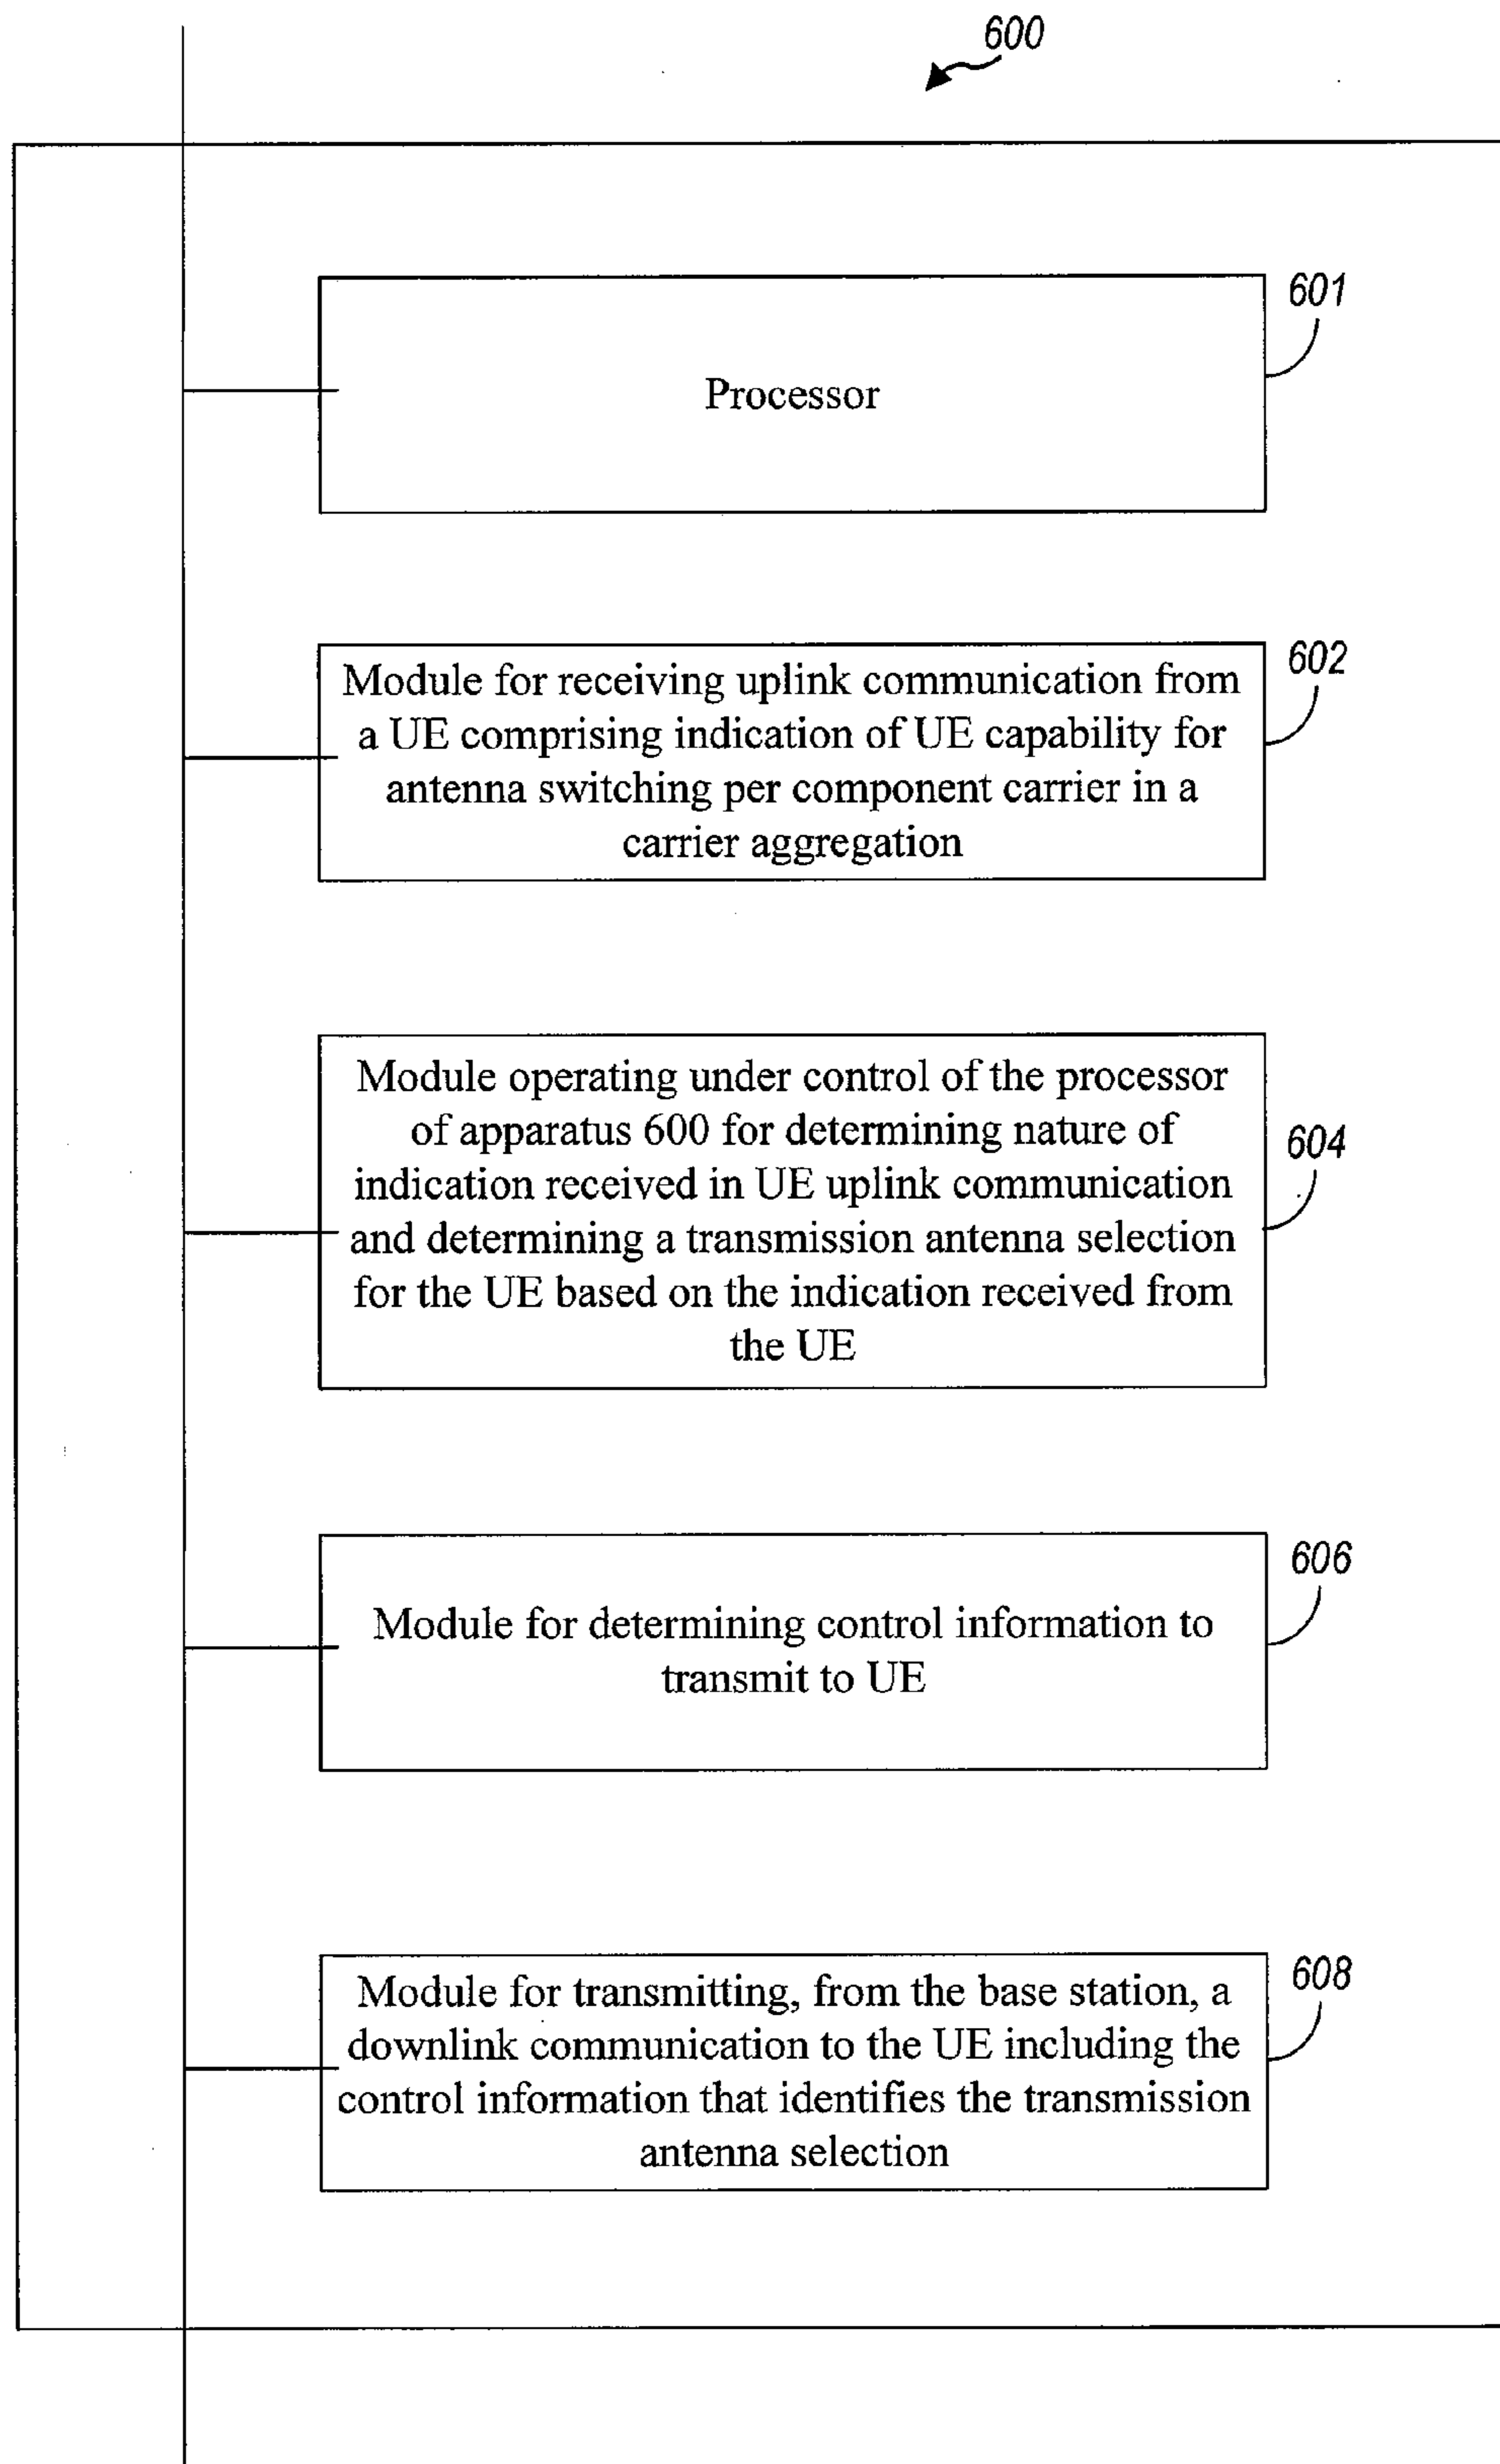 600
601
Processor
602
Module for receiving uplink communication from
a UE comprising indication of UE capability for
antenna switching per component carrier in a
carrier aggregation
604
Module operating under control of the processor
of apparatus 600 for determining nature of
indication received in UE uplink communication
and determining a transmission antenna selection
for the UE based on the indication received from
the UE
606
Module for determining control information to
transmit to UE
608
Module for transmitting, from the base station, a
downlink communication to the UE including the
control information that identifies the transmission
antenna selection